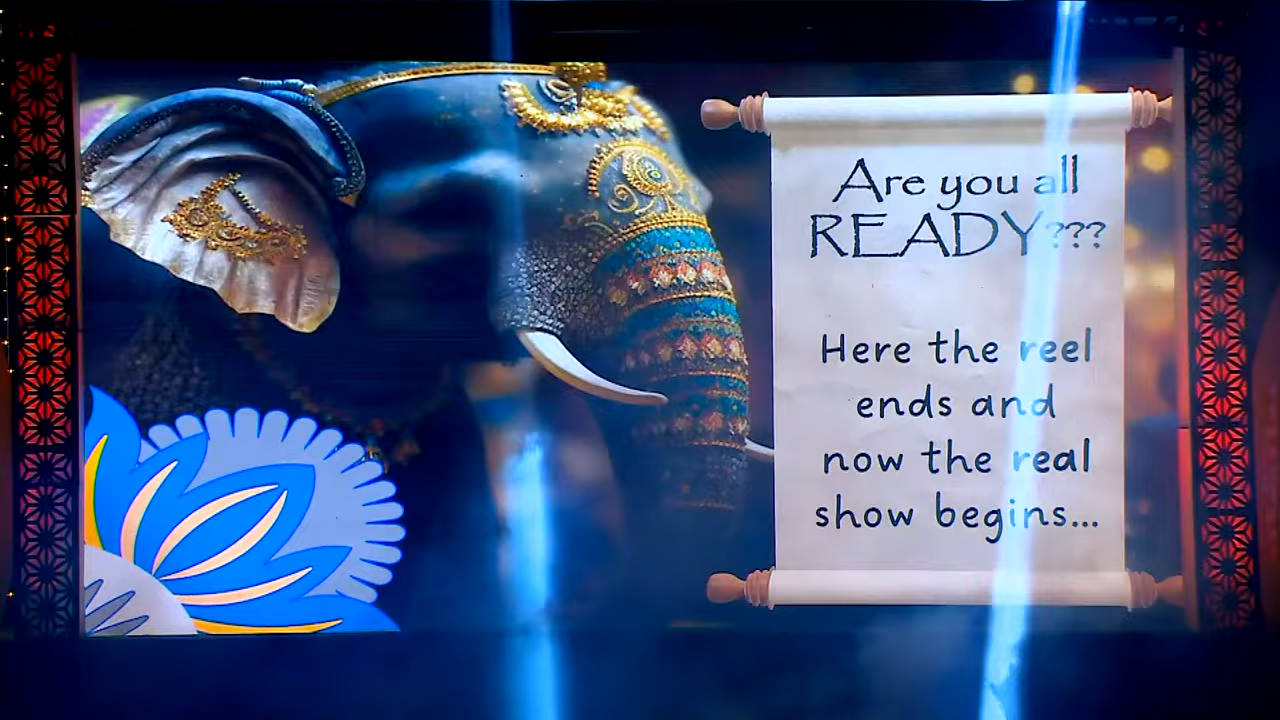 Are you all
READY???
Here the reel
ends and
now the real
show begins...